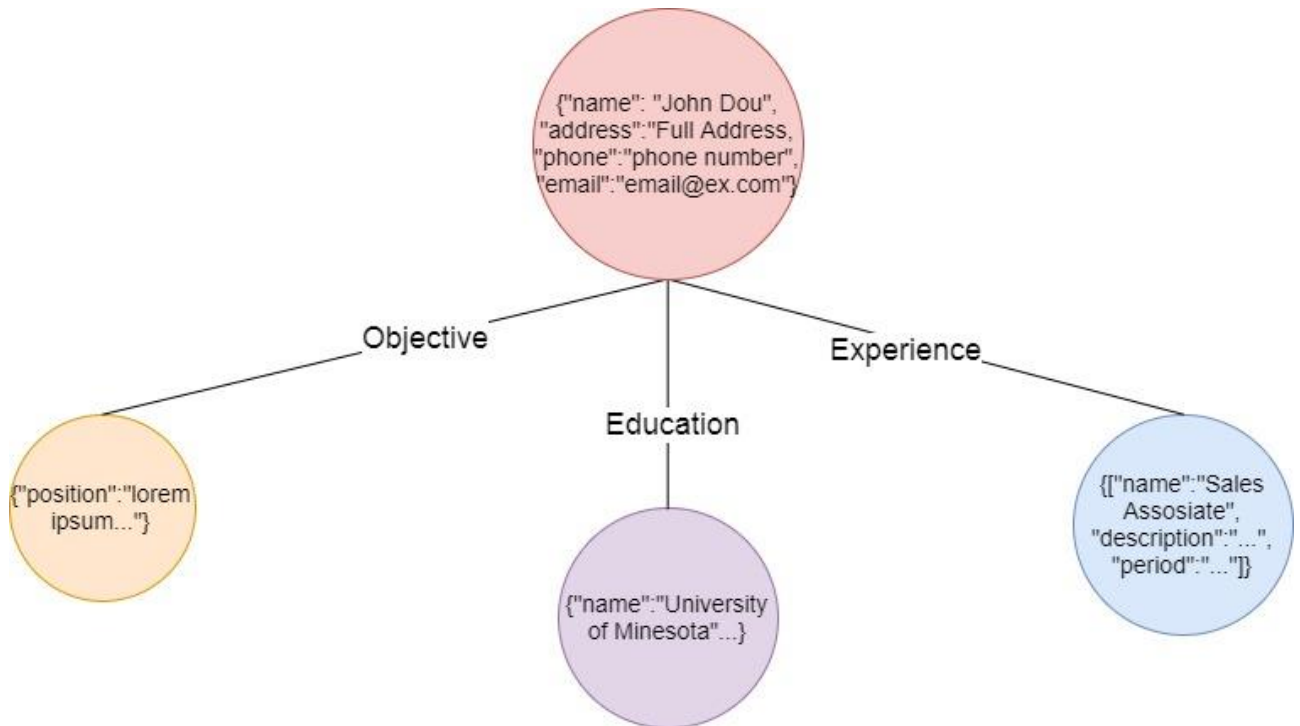 {"name": "John Dou",
"address":"Full Address,
"phone":"phone number",
"email":"email@ex.com"}
Objective
Experience
Education
{"position":"lorem
ipsum..."}
{["name":"Sales
Assosiate",
"description":"...",
"period":"..."]}
{"name":"University
of Minesota"...}